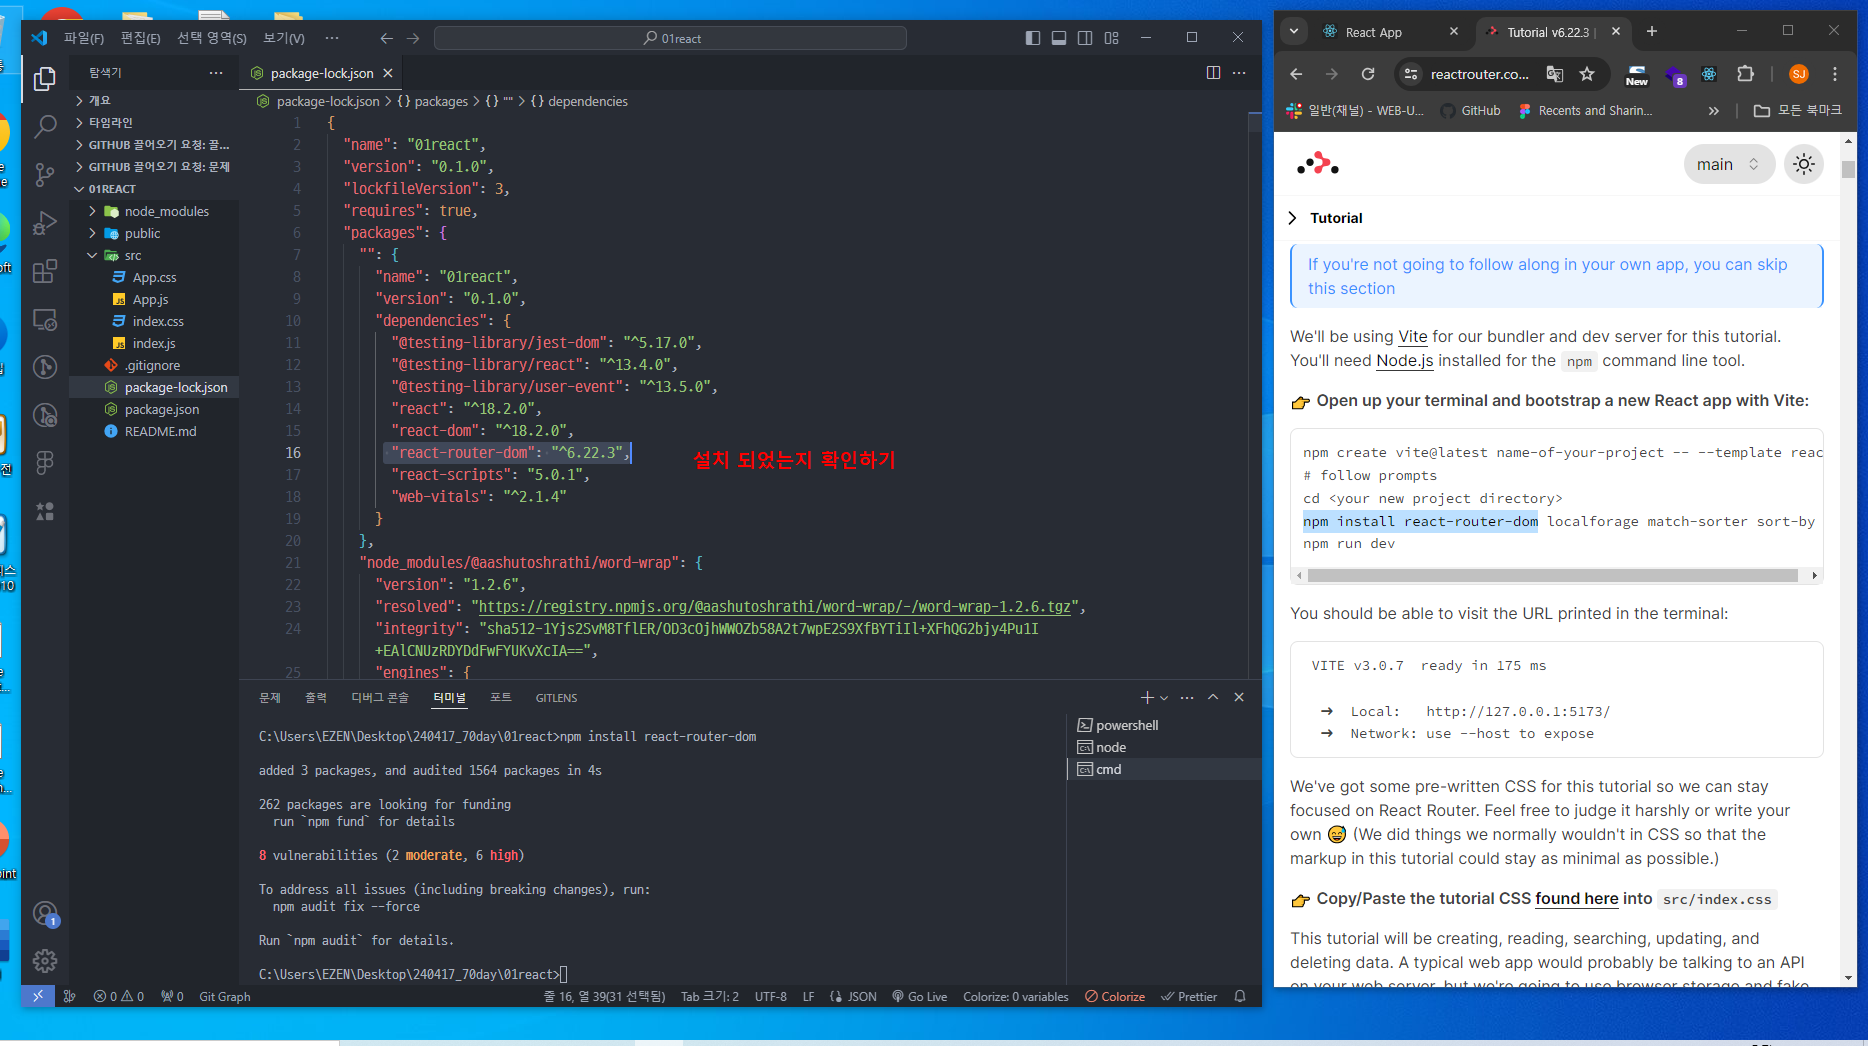 파일(F) 편집(E) 선택 영역(S) 보기(V) ··· 01react
탐색기 ···
개요
타임라인
GITHUB 끌어오기 요청: 끌...
GITHUB 끌어오기 요청: 문제
01REACT
node_modules
public
src
App.css
App.js
index.css
index.js
.gitignore
package-lock.json
package.json
README.md
package-lock.json
package-lock.json > {} packages > {} "" > {} dependencies
1 {
2 "name": "01react",
3 "version": "0.1.0",
4 "lockfileVersion": 3,
5 "requires": true,
6 "packages": {
7 "": {
8 "name": "01react",
9 "version": "0.1.0",
10 "dependencies": {
11 "@testing-library/jest-dom": "^5.17.0",
12 "@testing-library/react": "^13.4.0",
13 "@testing-library/user-event": "^13.5.0",
14 "react": "^18.2.0",
15 "react-dom": "^18.2.0",
16 "react-router-dom": "^6.22.3",
설치 되었는지 확인하기
17 "react-scripts": "5.0.1",
18 "web-vitals": "^2.1.4"
19 }
20 },
21 "node_modules/@aashutoshrathi/word-wrap": {
22 "version": "1.2.6",
23 "resolved": "https://registry.npmjs.org/@aashutoshrathi/word-wrap/-/word-wrap-1.2.6.tgz",
24 "integrity": "sha512-1Yjs2SvM8TflER/OD3cOjhWWOZb58A2t7wpE2S9XfBYTiIl+XFhQG2bjy4Pu1I
+EAlCNUzRDYDdFwFYUKvXcIA==",
25 "engines": {
문제 출력 디버그 콘솔 터미널 포트 GITLENS
C:\Users\EZEN\Desktop\240417_70day\01react>npm install react-router-dom
added 3 packages, and audited 1564 packages in 4s
262 packages are looking for funding
run `npm fund` for details
8 vulnerabilities (2 moderate, 6 high)
To address all issues (including breaking changes), run:
npm audit fix --force
Run `npm audit` for details.
C:\Users\EZEN\Desktop\240417_70day\01react>
powershell
node
cmd
1
0 0 0 Git Graph 줄 16, 열 39(31 선택됨) Tab 크기: 2 UTF-8 LF JSON Go Live Colorize: 0 variables Colorize Prettier
React App
Tutorial v6.22.3 |
reactrouter.co...
New
8
SJ
일반(채널) - WEB-U...
GitHub
Recents and Sharin...
모든 북마크
main
Tutorial
If you're not going to follow along in your own app, you can skip
this section
We'll be using Vite for our bundler and dev server for this tutorial.
You'll need Node.js installed for the npm command line tool.
👉 Open up your terminal and bootstrap a new React app with Vite:
npm create vite@latest name-of-your-project -- --template reac
# follow prompts
cd <your new project directory>
npm install react-router-dom localforage match-sorter sort-by
npm run dev
You should be able to visit the URL printed in the terminal:
VITE v3.0.7 ready in 175 ms
➜ Local: http://127.0.0.1:5173/
➜ Network: use --host to expose
We've got some pre-written CSS for this tutorial so we can stay
focused on React Router. Feel free to judge it harshly or write your
own 😅 (We did things we normally wouldn't in CSS so that the
markup in this tutorial could stay as minimal as possible.)
👉 Copy/Paste the tutorial CSS found here into src/index.css
This tutorial will be creating, reading, searching, updating, and
deleting data. A typical web app would probably be talking to an API
on your web server, but we're going to use browser storage and fake